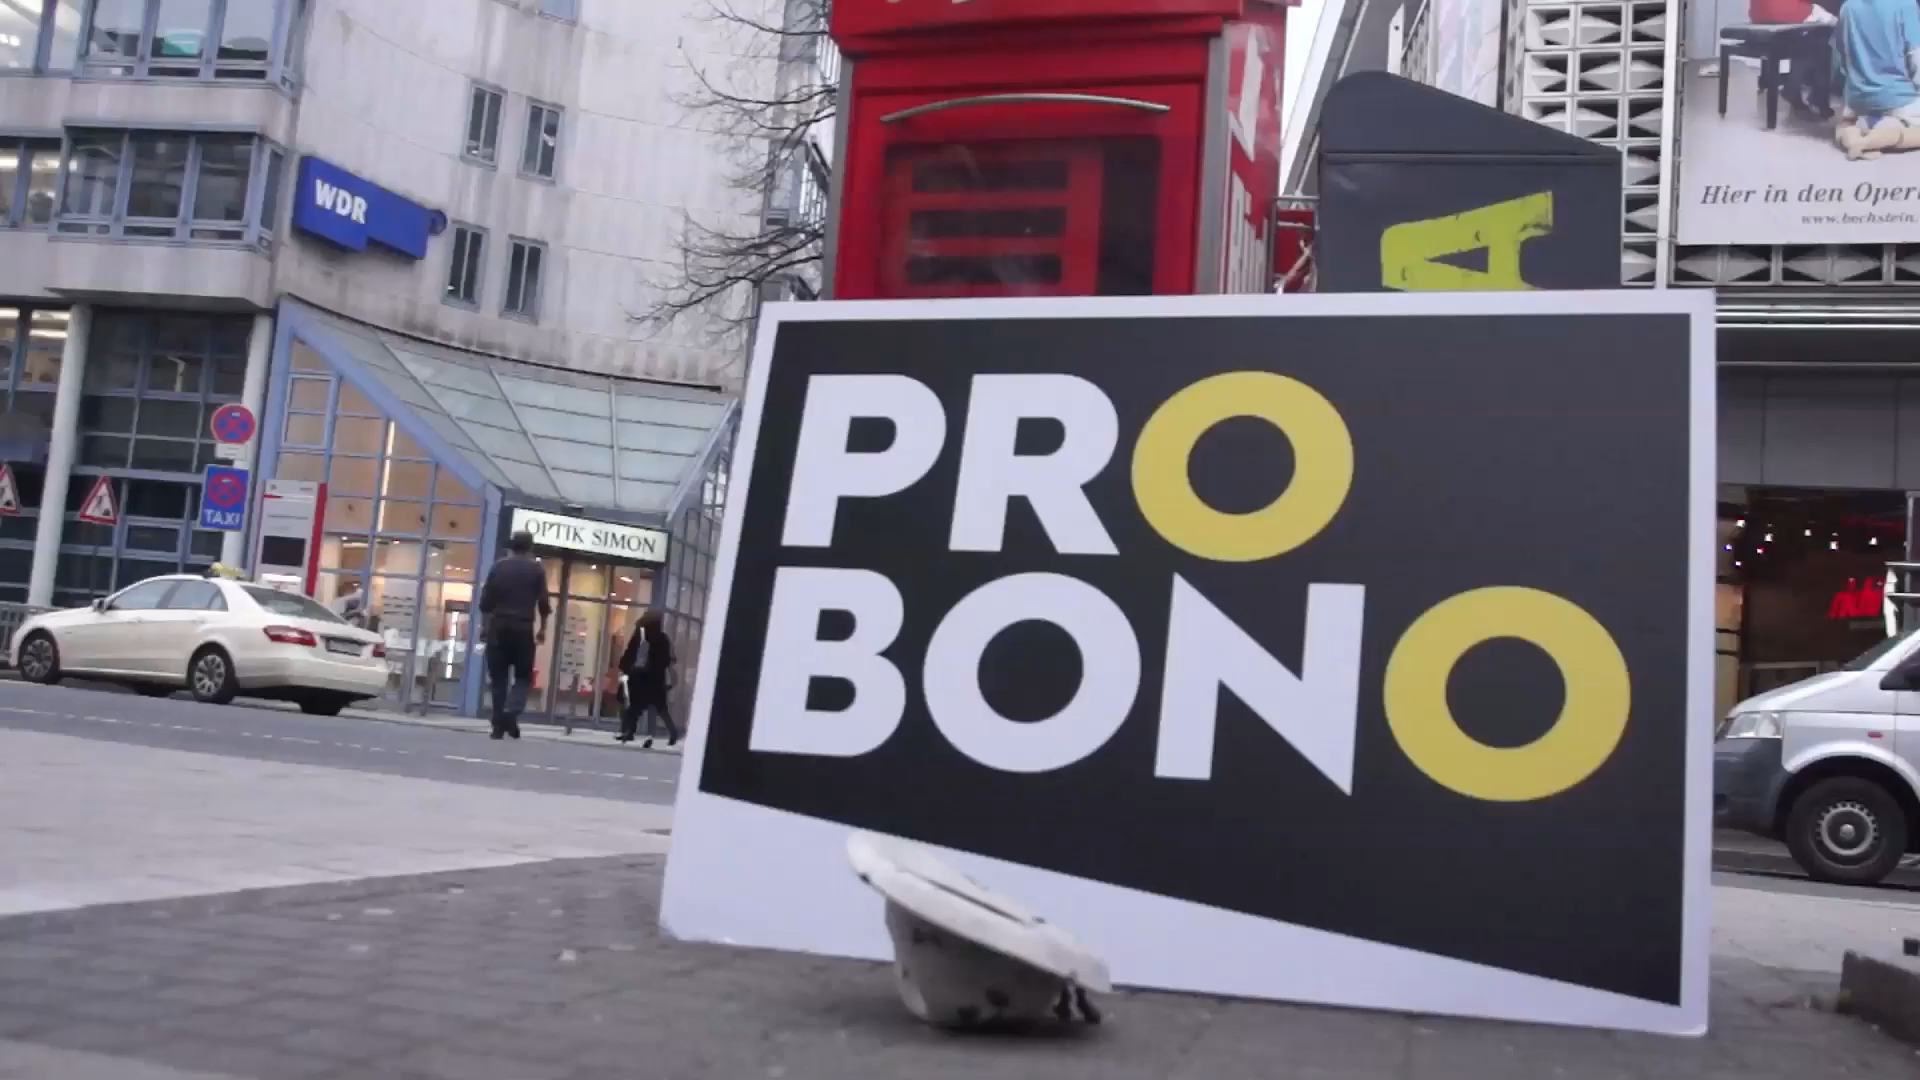 WDR
Hier in den Oper
www.bechstein.
A
PRO
BONO
TAXI
OPTIK SIMON